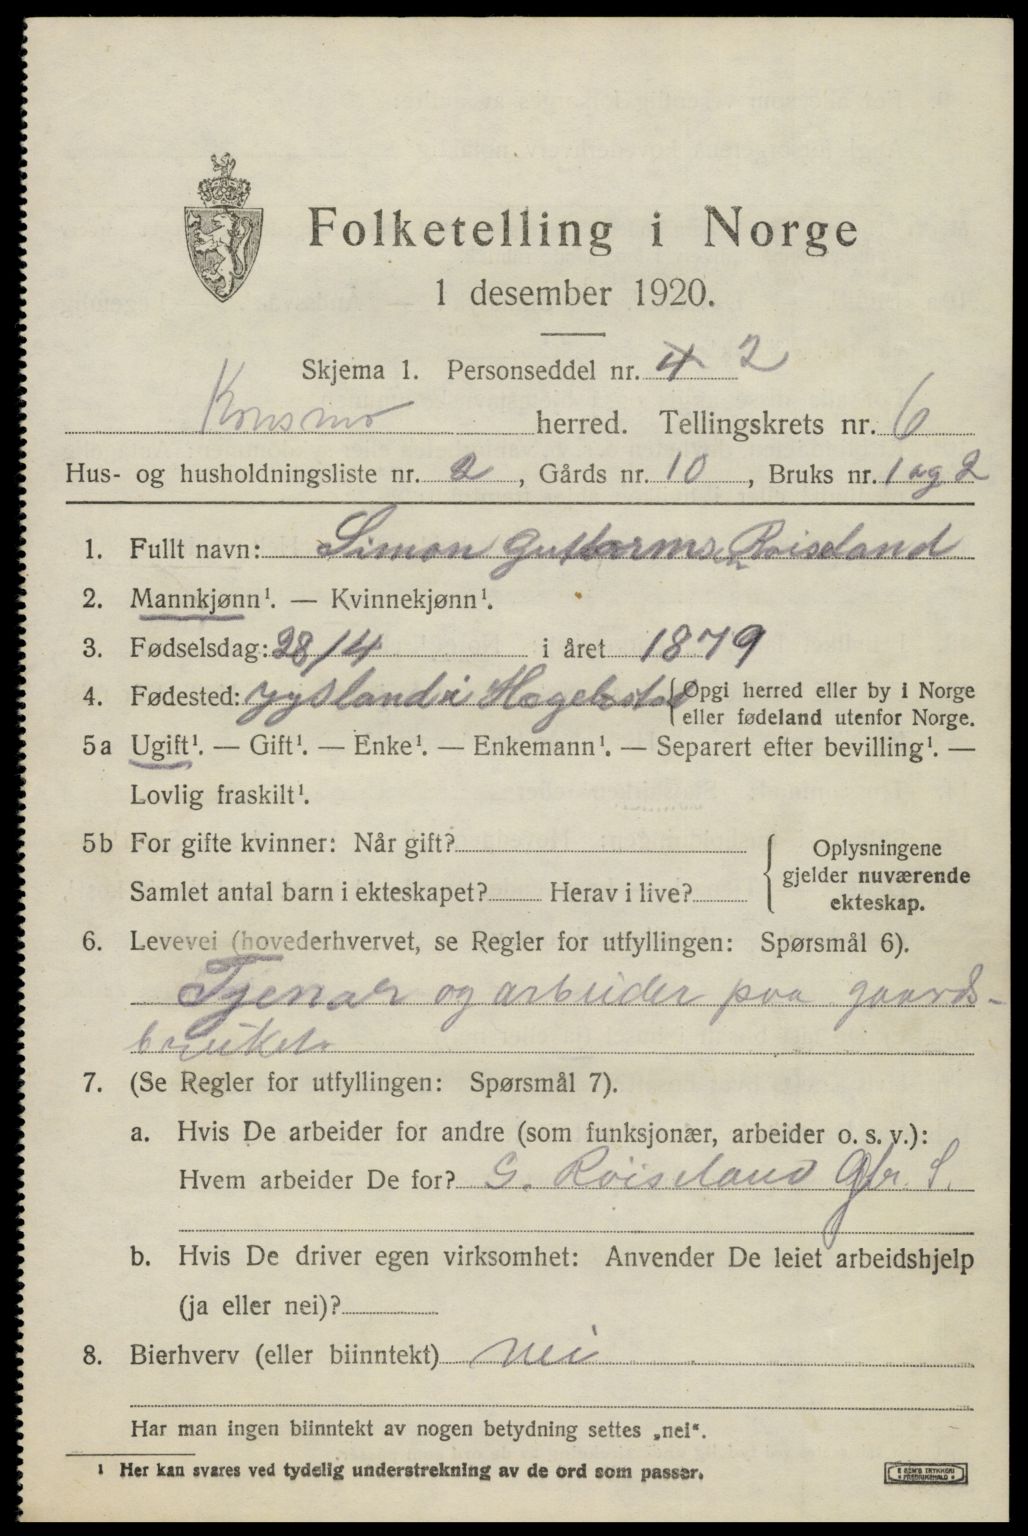 Folketelling i Norge
1 desember 1920.
Skjema 1. Personseddel nr. 4 2
Konsmo herred. Tellingskrets nr. 6
Hus- og husholdningsliste nr. 2, Gårds nr. 10, Bruks nr. 1 og 2
1. Fullt navn: Simon Guttormsen Røiseland
2. Mannkjønn¹. — Kvinnekjønn¹.
3. Fødselsdag: 28/4 i året 1879
4. Fødested: i Hægebostad {Opgi herred eller by i Norge
eller fødeland utenfor Norge.
5a Ugift¹. — Gift¹. — Enke¹. — Enkemann¹. — Separert efter bevilling¹. —
Lovlig fraskilt¹.
5b For gifte kvinner: Når gift?
Samlet antal barn i ekteskapet? Herav i live?
Oplysningene
gjelder nuværende
ekteskap.
6. Levevei (hovederhvervet, se Regler for utfyllingen: Spørsmål 6).
Tjenar og arbeider paa gaards-
bruket.
7. (Se Regler for utfyllingen: Spørsmål 7).
a. Hvis De arbeider for andre (som funksjonær, arbeider o. s. v.):
Hvem arbeider De for? G. Røiseland Gbr. S.
b. Hvis De driver egen virksomhet: Anvender De leiet arbeidshjelp
(ja eller nei)?
8. Bierhverv (eller biinntekt) nei
Har man ingen biinntekt av nogen betydning settes „nei“.
¹ Her kan svares ved tydelig understrekning av de ord som passer.